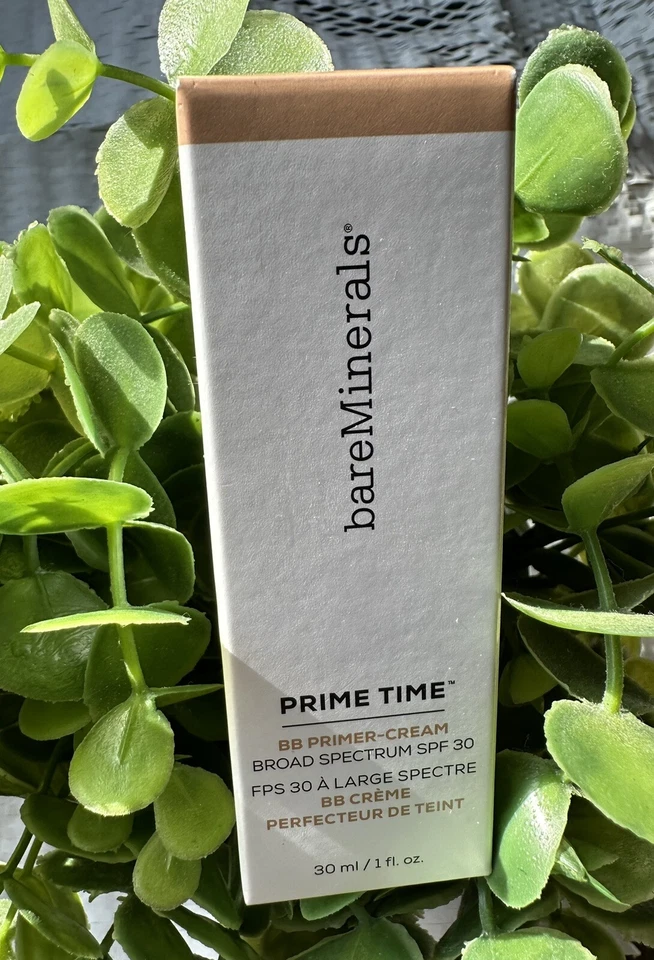 bareMinerals®
PRIME TIME™
BB PRIMER-CREAM
BROAD SPECTRUM SPF 30
FPS 30 À LARGE SPECTRE
BB CRÈME
PERFECTEUR DE TEINT
30 ml / 1 fl. oz.